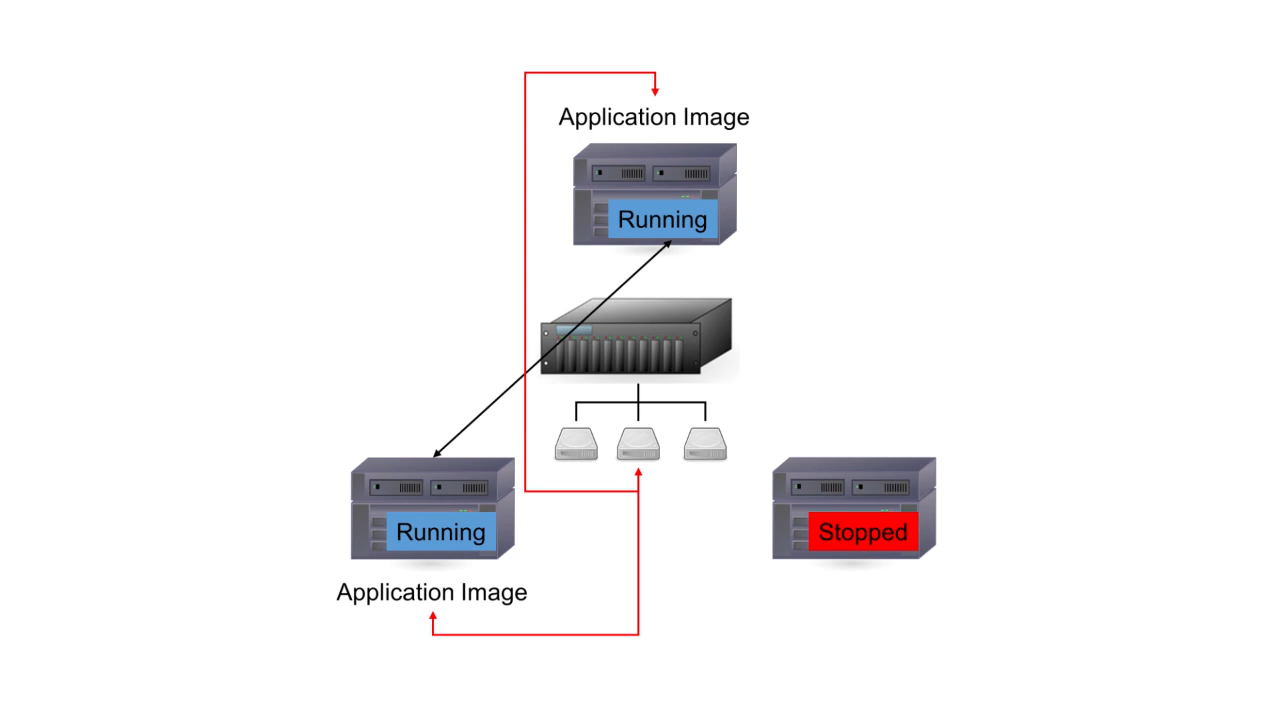 Application Image
Running
Running
Stopped
Application Image